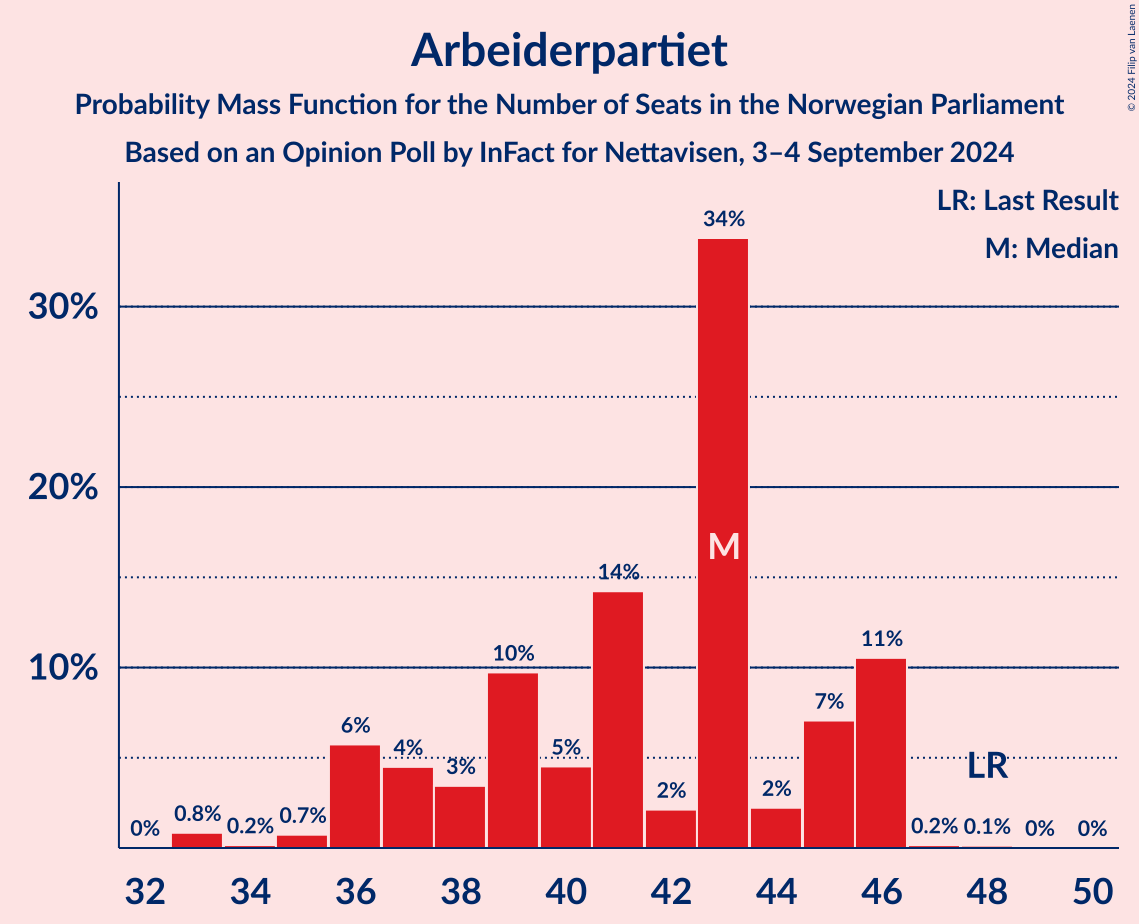 Arbeiderpartiet
Probability Mass Function for the Number of Seats in the Norwegian Parliament
Based on an Opinion Poll by InFact for Nettavisen, 3–4 September 2024
© 2024 Filip van Laenen
LR: Last Result
M: Median
34%
30%
20%
M
14%
10%
11%
10%
7%
6%
4%
5%
3%
LR
2%
2%
0%
0.8%
0.2%
0.7%
0.2%
0.1%
0%
0%
32 34 36 38 40 42 44 46 48 50